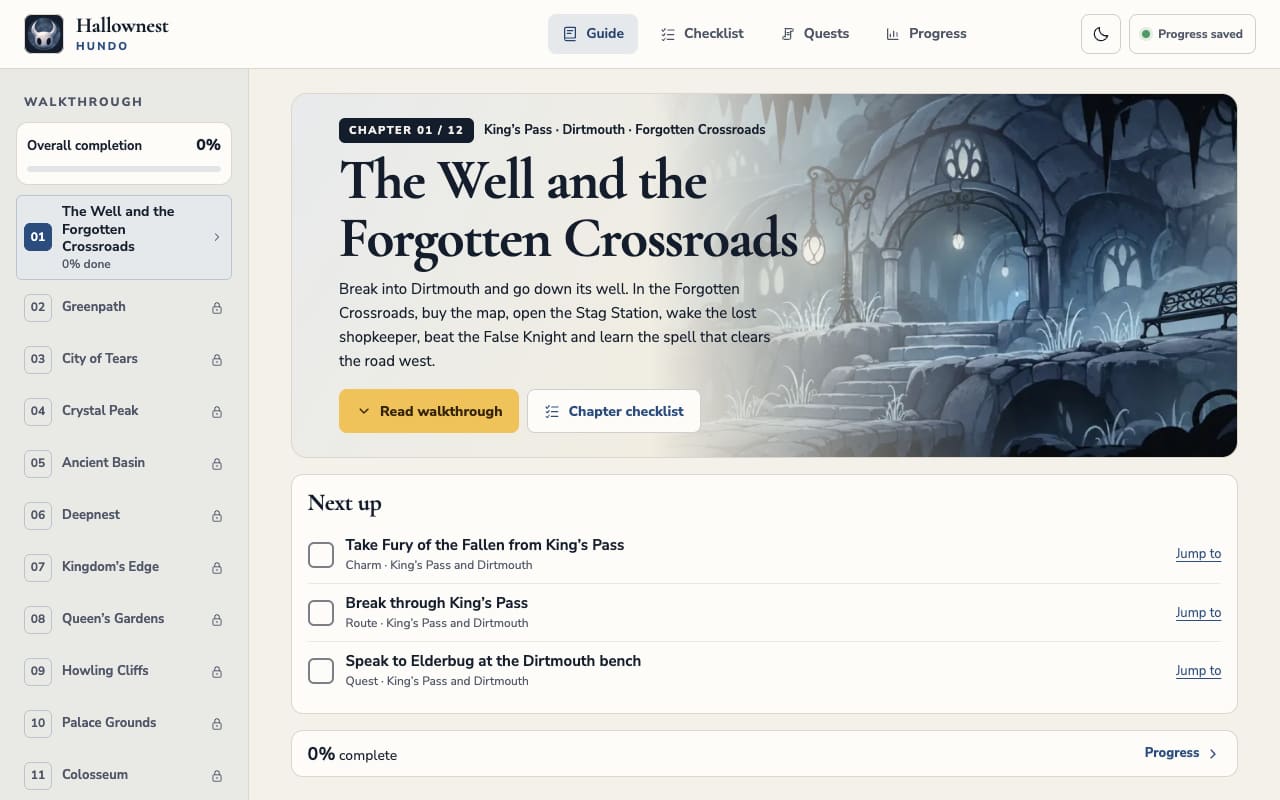 Hallownest
HUNDO
Guide
Checklist
Quests
Progress
Progress saved
WALKTHROUGH
Overall completion 0%
01
The Well and the
Forgotten
Crossroads
0% done
02 Greenpath
03 City of Tears
04 Crystal Peak
05 Ancient Basin
06 Deepnest
07 Kingdom’s Edge
08 Queen’s Gardens
09 Howling Cliffs
10 Palace Grounds
11 Colosseum
CHAPTER 01 / 12 King’s Pass · Dirtmouth · Forgotten Crossroads
The Well and the
Forgotten Crossroads
Break into Dirtmouth and go down its well. In the Forgotten
Crossroads, buy the map, open the Stag Station, wake the lost
shopkeeper, beat the False Knight and learn the spell that clears
the road west.
Read walkthrough
Chapter checklist
Next up
Take Fury of the Fallen from King’s Pass
Charm · King’s Pass and Dirtmouth
Jump to
Break through King’s Pass
Route · King’s Pass and Dirtmouth
Jump to
Speak to Elderbug at the Dirtmouth bench
Quest · King’s Pass and Dirtmouth
Jump to
0% complete
Progress